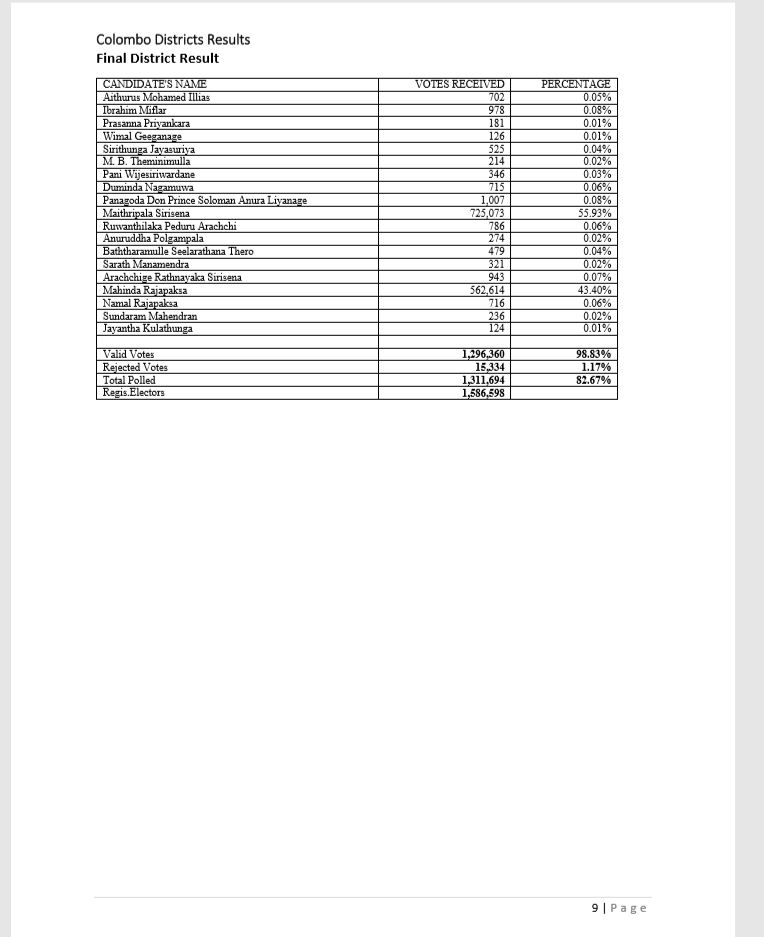 Colombo Districts Results
Final District Result
CANDIDATE'S NAME VOTES RECEIVED PERCENTAGE
Aithurus Mohamed Illias 702 0.05%
Ibrahim Miflar 978 0.08%
Prasanna Priyankara 181 0.01%
Wimal Geeganage 126 0.01%
Sirithunga Jayasuriya 525 0.04%
M. B. Theminimulla 214 0.02%
Pani Wijesiriwardane 346 0.03%
Duminda Nagamuwa 715 0.06%
Panagoda Don Prince Soloman Anura Liyanage 1,007 0.08%
Maithripala Sirisena 725,073 55.93%
Ruwanthilaka Peduru Arachchi 786 0.06%
Anuruddha Polgampala 274 0.02%
Baththaramulle Seelarathana Thero 479 0.04%
Sarath Manamendra 321 0.02%
Arachchige Rathnayaka Sirisena 943 0.07%
Mahinda Rajapaksa 562,614 43.40%
Namal Rajapaksa 716 0.06%
Sundaram Mahendran 236 0.02%
Jayantha Kulathunga 124 0.01%
Valid Votes 1,296,360 98.83%
Rejected Votes 15,334 1.17%
Total Polled 1,311,694 82.67%
Regis.Electors 1,586,598
9 | Page